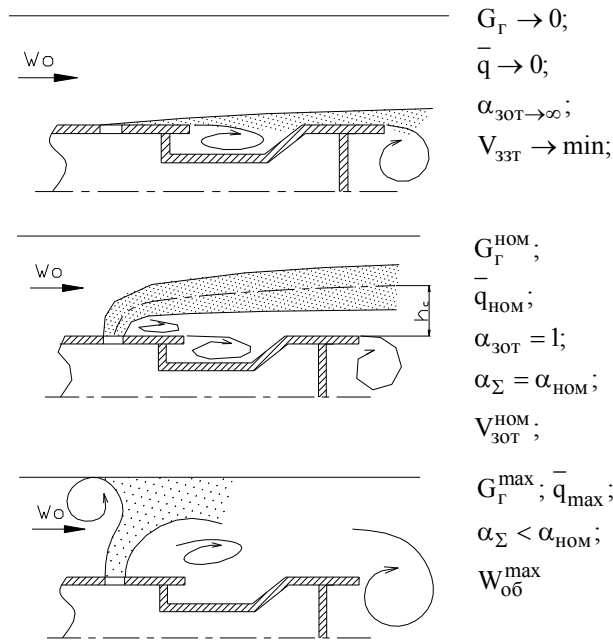 Wo
G_г → 0;
q̄ → 0;
α_зот→∞;
V_ззт → min;
Wo
h_c
G_г^ном;
q̄_ном;
α_зот = 1;
α_Σ = α_ном;
V_зот^ном;
Wo
G_г^max; q̄_max;
α_Σ < α_ном;
W_об^max